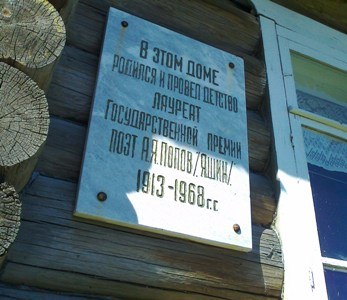 В ЭТОМ ДОМЕ
РОДИЛСЯ И ПРОВЕЛ ДЕТСТВО
ЛАУРЕАТ
ГОСУДАРСТВЕННОЙ ПРЕМИИ
ПОЭТ А.Я.ПОПОВ/ЯШИН/
1913-1968 г.г